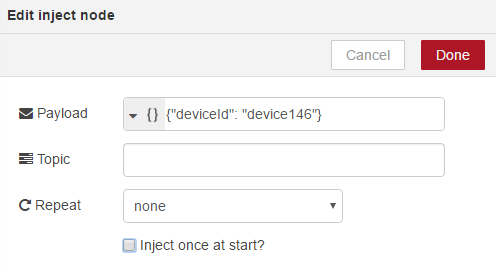 Edit inject node
Cancel Done
Payload {} {"deviceId": "device146"}
Topic
Repeat none
Inject once at start?